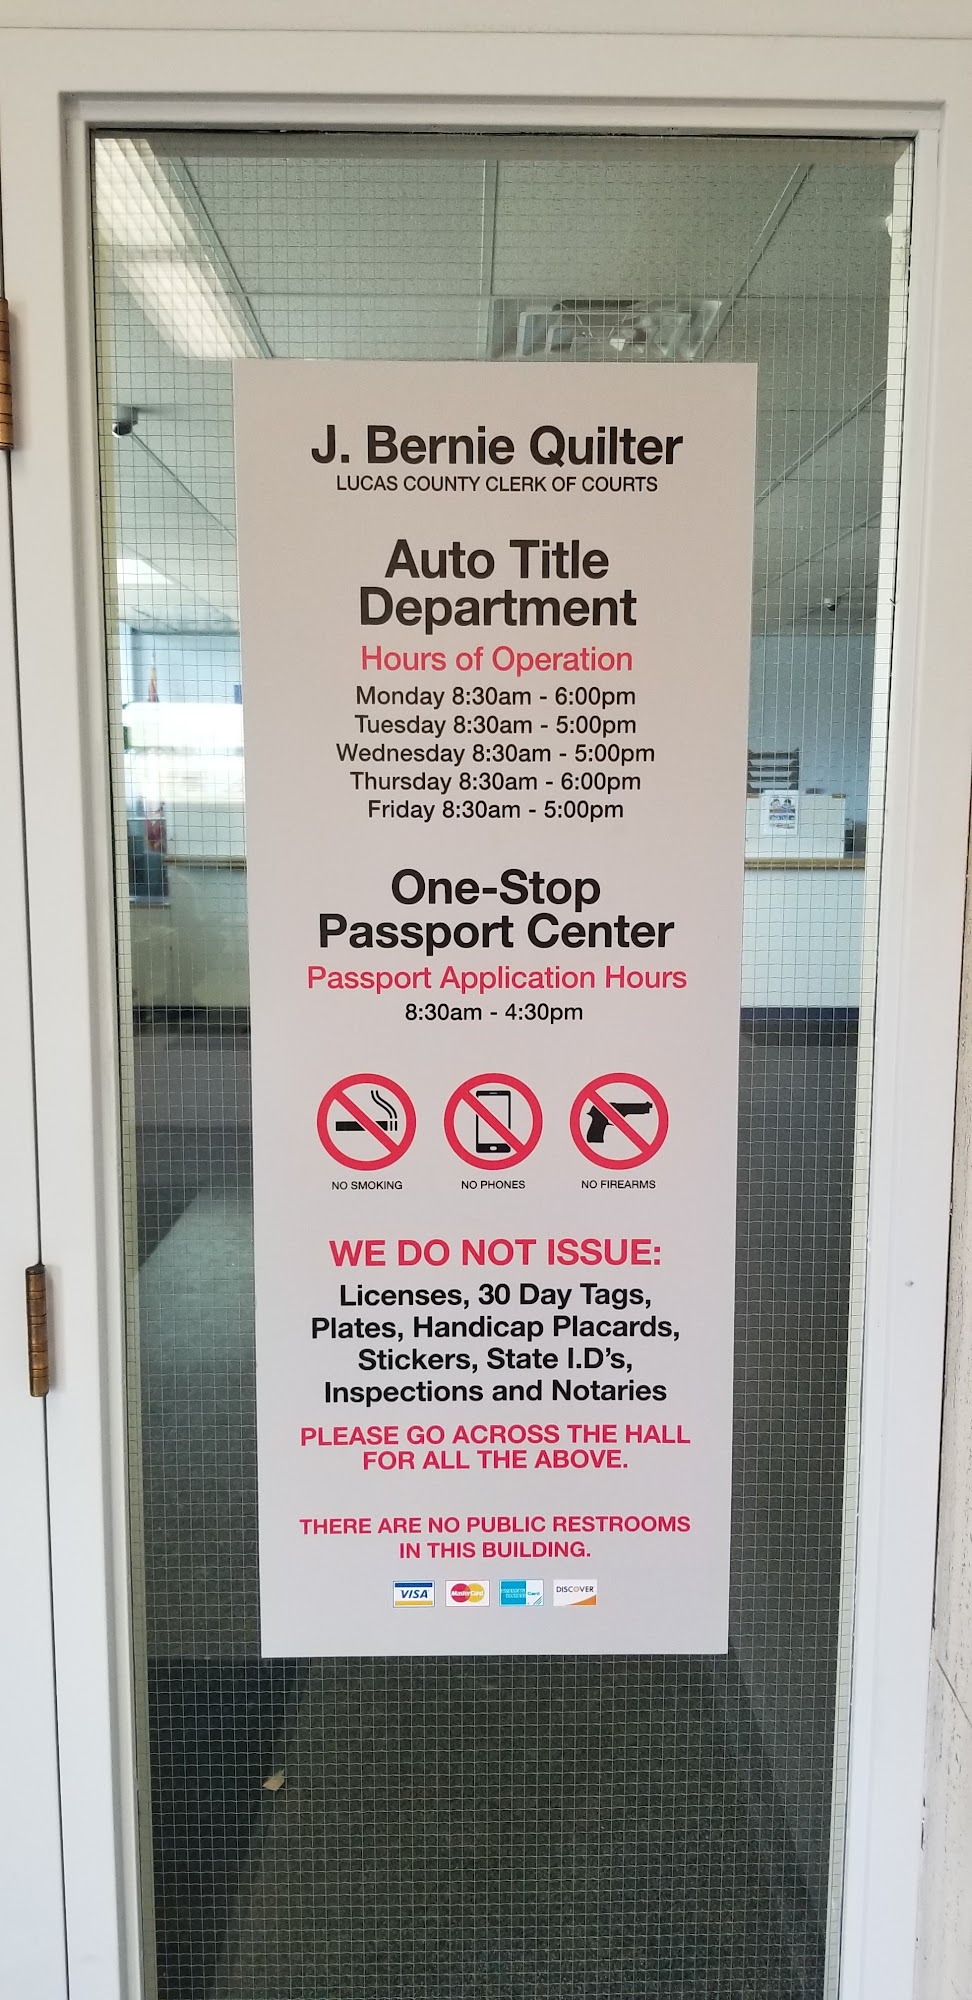 J. Bernie Quilter
LUCAS COUNTY CLERK OF COURTS
Auto Title
Department
Hours of Operation
Monday 8:30am - 6:00pm
Tuesday 8:30am - 5:00pm
Wednesday 8:30am - 5:00pm
Thursday 8:30am - 6:00pm
Friday 8:30am - 5:00pm
One-Stop
Passport Center
Passport Application Hours
8:30am - 4:30pm
NO SMOKING NO PHONES NO FIREARMS
WE DO NOT ISSUE:
Licenses, 30 Day Tags,
Plates, Handicap Placards,
Stickers, State I.D's,
Inspections and Notaries
PLEASE GO ACROSS THE HALL
FOR ALL THE ABOVE.
THERE ARE NO PUBLIC RESTROOMS
IN THIS BUILDING.
VISA MasterCard Card DISCOVER